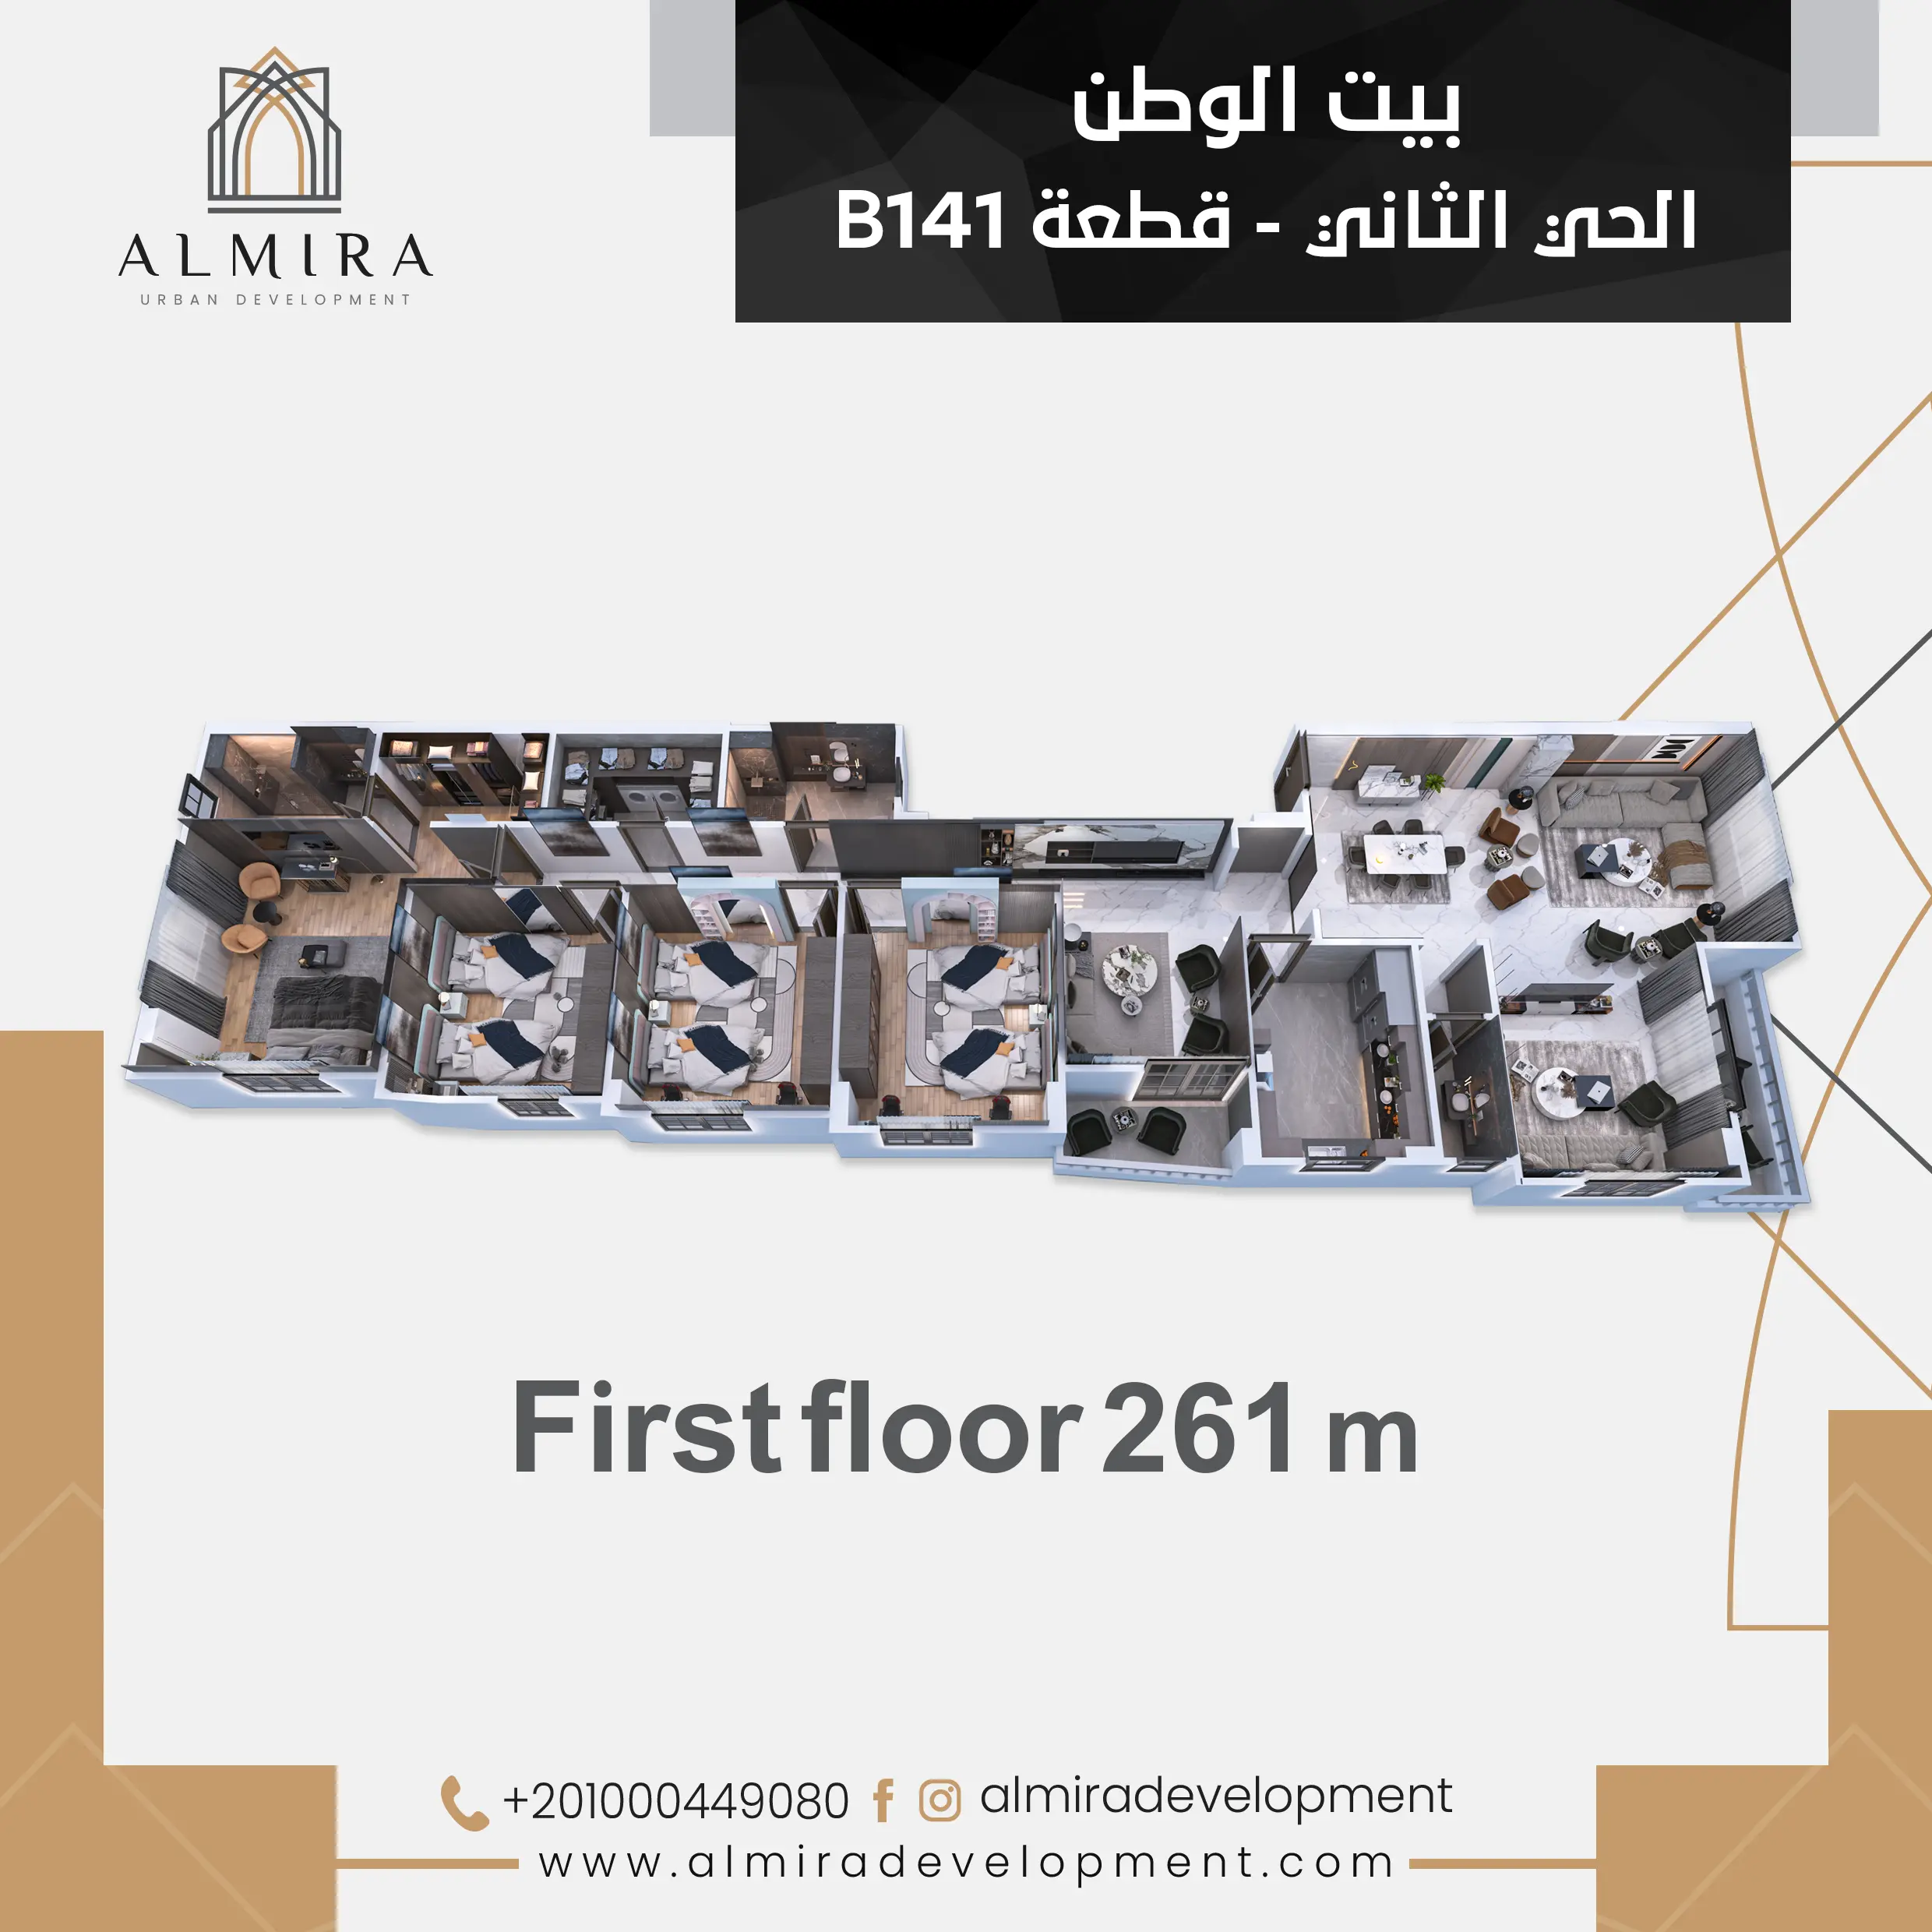 ALMIRA
URBAN DEVELOPMENT
بيت الوطن
الحي الثاني - قطعة B141
First floor 261 m
+201000449080 almiradevelopment
www.almiradevelopment.com